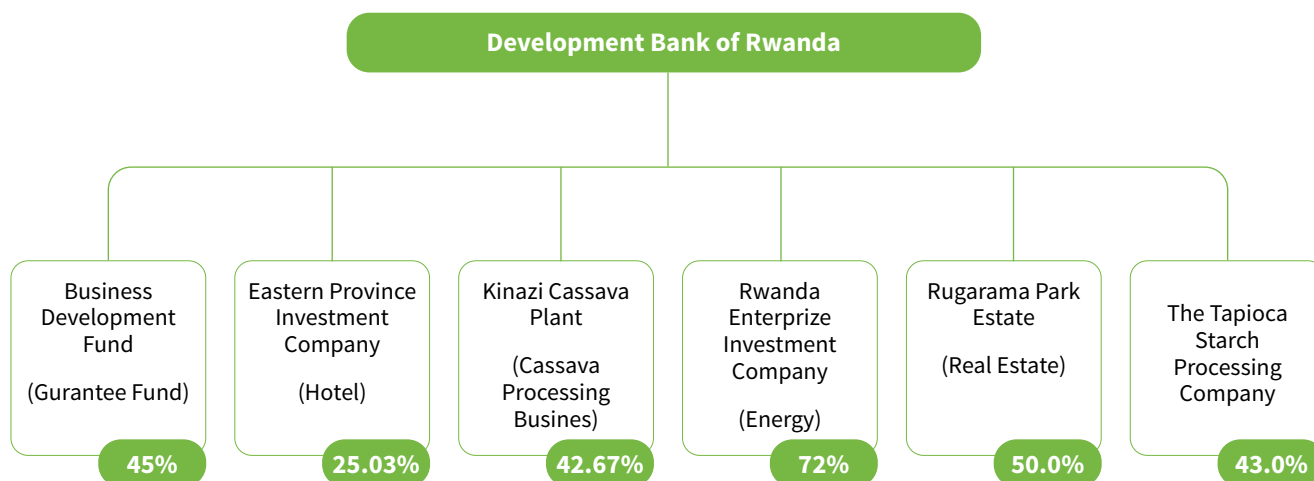 Development Bank of Rwanda
Business
Development
Fund
(Gurantee Fund)
45%
Eastern Province
Investment
Company
(Hotel)
25.03%
Kinazi Cassava
Plant
(Cassava
Processing
Busines)
42.67%
Rwanda
Enterprize
Investment
Company
(Energy)
72%
Rugarama Park
Estate
(Real Estate)
50.0%
The Tapioca
Starch
Processing
Company
43.0%